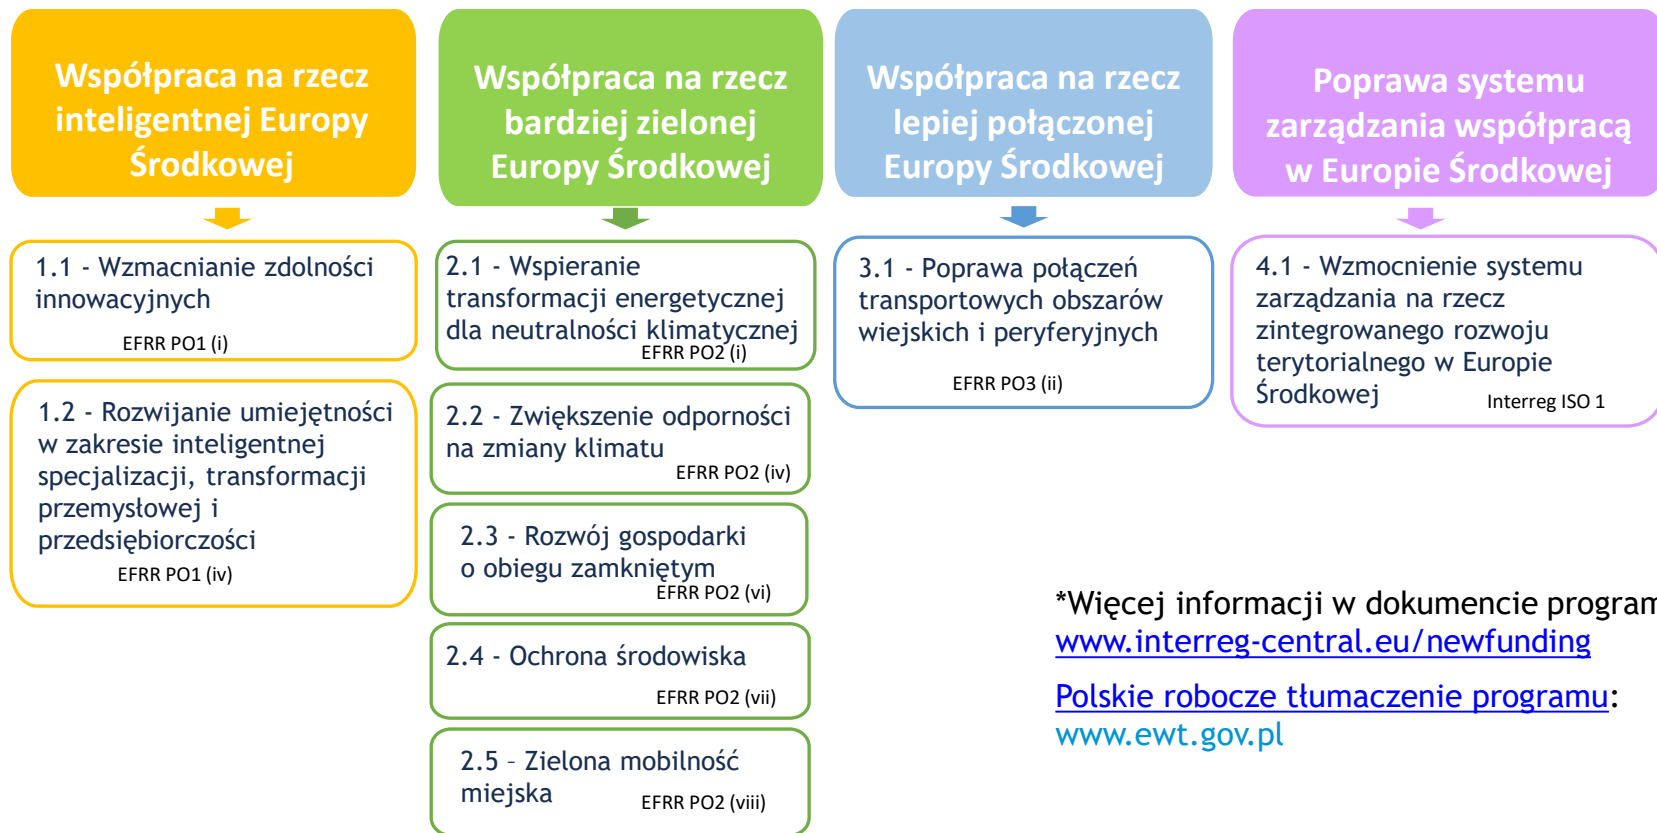 Współpraca na rzecz
inteligentnej Europy
Środkowej
1.1 - Wzmacnianie zdolności
innowacyjnych
EFRR PO1 (i)
1.2 - Rozwijanie umiejętności
w zakresie inteligentnej
specjalizacji, transformacji
przemysłowej i
przedsiębiorczości
EFRR PO1 (iv)
Współpraca na rzecz
bardziej zielonej
Europy Środkowej
2.1 - Wspieranie
transformacji energetycznej
dla neutralności klimatycznej
EFRR PO2 (i)
2.2 - Zwiększenie odporności
na zmiany klimatu
EFRR PO2 (iv)
2.3 - Rozwój gospodarki
o obiegu zamkniętym
EFRR PO2 (vi)
2.4 - Ochrona środowiska
EFRR PO2 (vii)
2.5 – Zielona mobilność
miejska
EFRR PO2 (viii)
Współpraca na rzecz
lepiej połączonej
Europy Środkowej
3.1 - Poprawa połączeń
transportowych obszarów
wiejskich i peryferyjnych
EFRR PO3 (ii)
Poprawa systemu
zarządzania współpracą
w Europie Środkowej
4.1 - Wzmocnienie systemu
zarządzania na rzecz
zintegrowanego rozwoju
terytorialnego w Europie
Środkowej
Interreg ISO 1
*Więcej informacji w dokumencie program
www.interreg-central.eu/newfunding
Polskie robocze tłumaczenie programu:
www.ewt.gov.pl